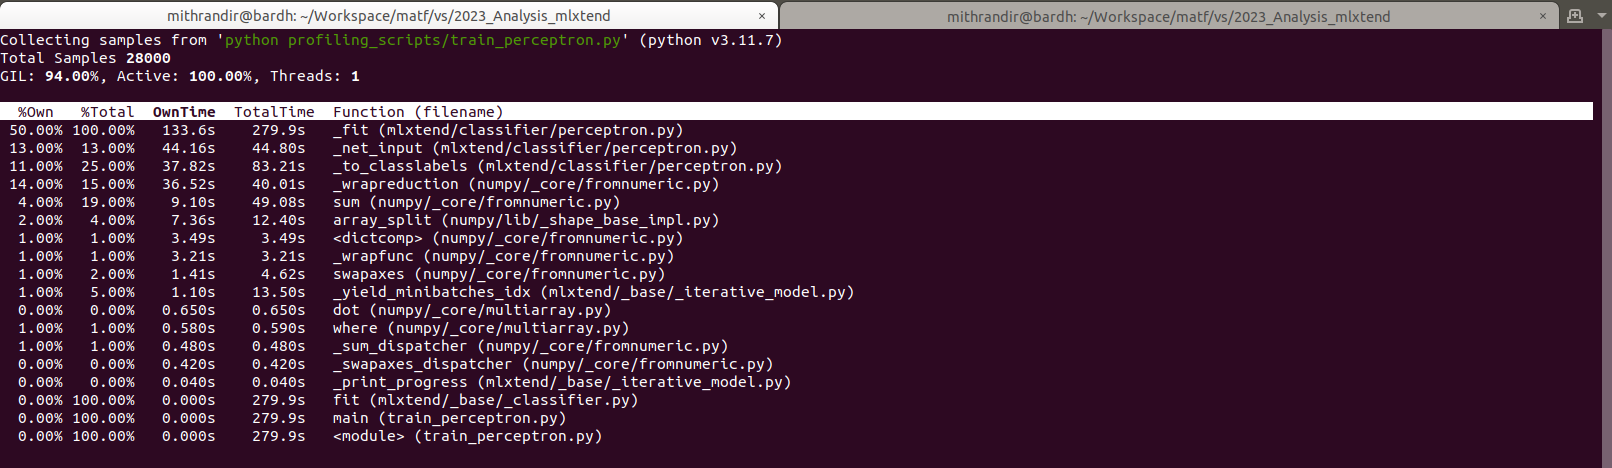 mithrandir@bardh: ~/Workspace/matf/vs/2023_Analysis_mlxtend × mithrandir@bardh: ~/Workspace/matf/vs/2023_Analysis_mlxtend ×
Collecting samples from 'python profiling_scripts/train_perceptron.py' (python v3.11.7)
Total Samples 28000
GIL: 94.00%, Active: 100.00%, Threads: 1
%Own %Total OwnTime TotalTime Function (filename)
50.00% 100.00% 133.6s 279.9s _fit (mlxtend/classifier/perceptron.py)
13.00% 13.00% 44.16s 44.80s _net_input (mlxtend/classifier/perceptron.py)
11.00% 25.00% 37.82s 83.21s _to_classlabels (mlxtend/classifier/perceptron.py)
14.00% 15.00% 36.52s 40.01s _wrapreduction (numpy/_core/fromnumeric.py)
4.00% 19.00% 9.10s 49.08s sum (numpy/_core/fromnumeric.py)
2.00% 4.00% 7.36s 12.40s array_split (numpy/lib/_shape_base_impl.py)
1.00% 1.00% 3.49s 3.49s <dictcomp> (numpy/_core/fromnumeric.py)
1.00% 1.00% 3.21s 3.21s _wrapfunc (numpy/_core/fromnumeric.py)
1.00% 2.00% 1.41s 4.62s swapaxes (numpy/_core/fromnumeric.py)
1.00% 5.00% 1.10s 13.50s _yield_minibatches_idx (mlxtend/_base/_iterative_model.py)
0.00% 0.00% 0.650s 0.650s dot (numpy/_core/multiarray.py)
1.00% 1.00% 0.580s 0.590s where (numpy/_core/multiarray.py)
1.00% 1.00% 0.480s 0.480s _sum_dispatcher (numpy/_core/fromnumeric.py)
0.00% 0.00% 0.420s 0.420s _swapaxes_dispatcher (numpy/_core/fromnumeric.py)
0.00% 0.00% 0.040s 0.040s _print_progress (mlxtend/_base/_iterative_model.py)
0.00% 100.00% 0.000s 279.9s fit (mlxtend/_base/_classifier.py)
0.00% 100.00% 0.000s 279.9s main (train_perceptron.py)
0.00% 100.00% 0.000s 279.9s <module> (train_perceptron.py)